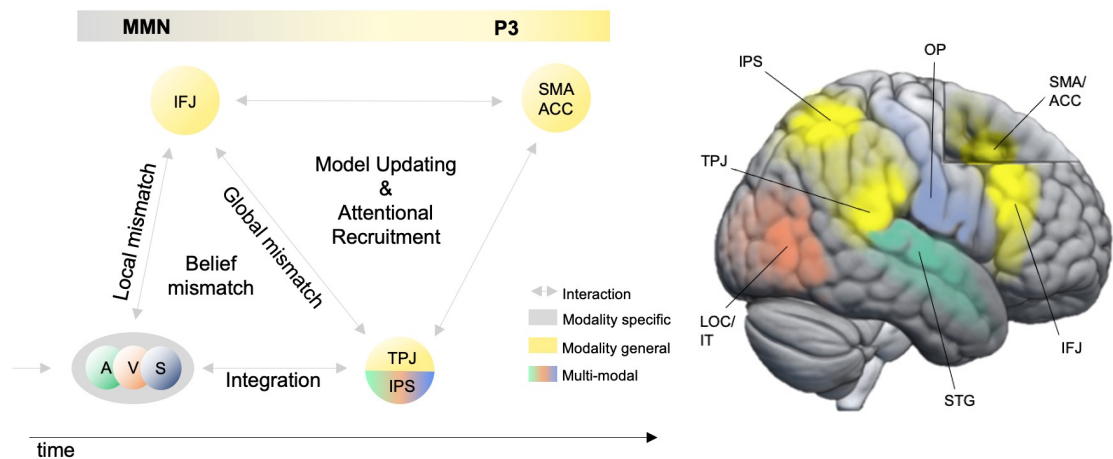 MMN
P3
IFJ
SMA
ACC
Local mismatch
Global mismatch
Model Updating
&
Attentional
Recruitment
Belief
mismatch
Interaction
Modality specific
Modality general
Multi-modal
A V S
Integration
TPJ
IPS
time
IPS
OP
SMA/
ACC
TPJ
LOC/
IT
IFJ
STG